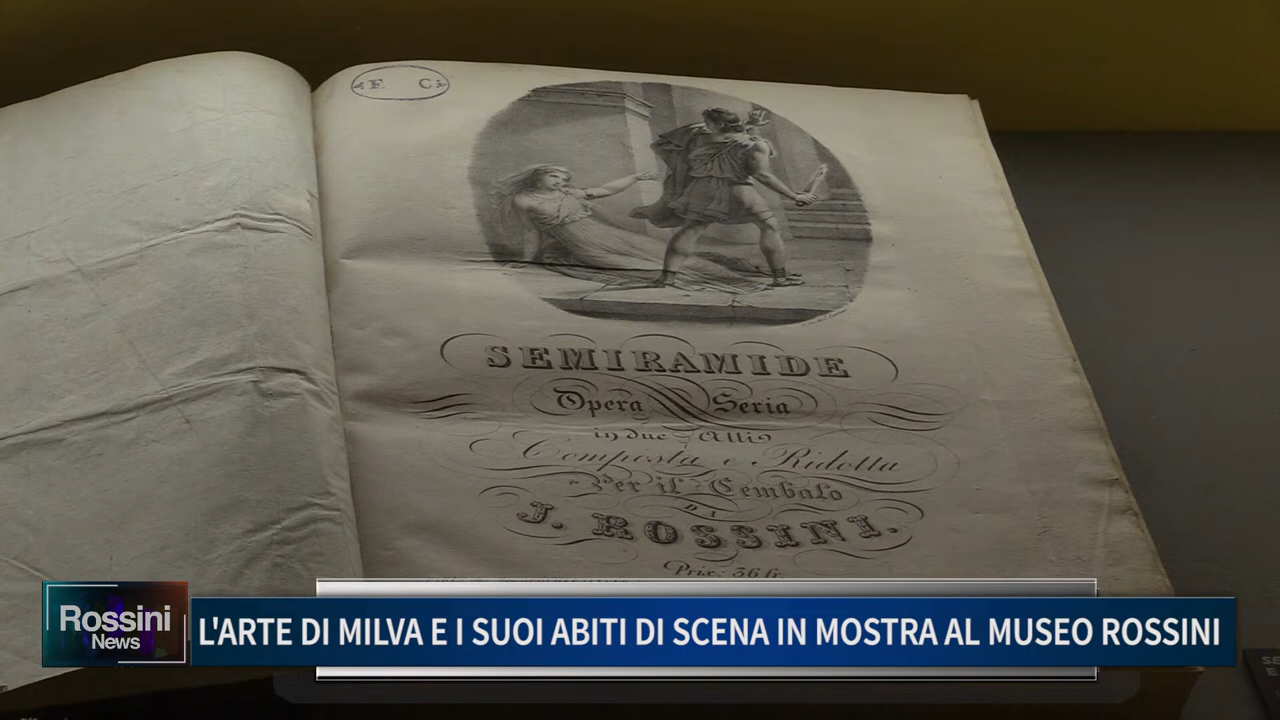 F. C.
SEMIRAMIDE
Opera Seria
in due Atti
Composta e Ridotta
Per il Cembalo
DA
J. ROSSINI.
Prix: 36 fr.
Rossini
News
L'ARTE DI MILVA E I SUOI ABITI DI SCENA IN MOSTRA AL MUSEO ROSSINI